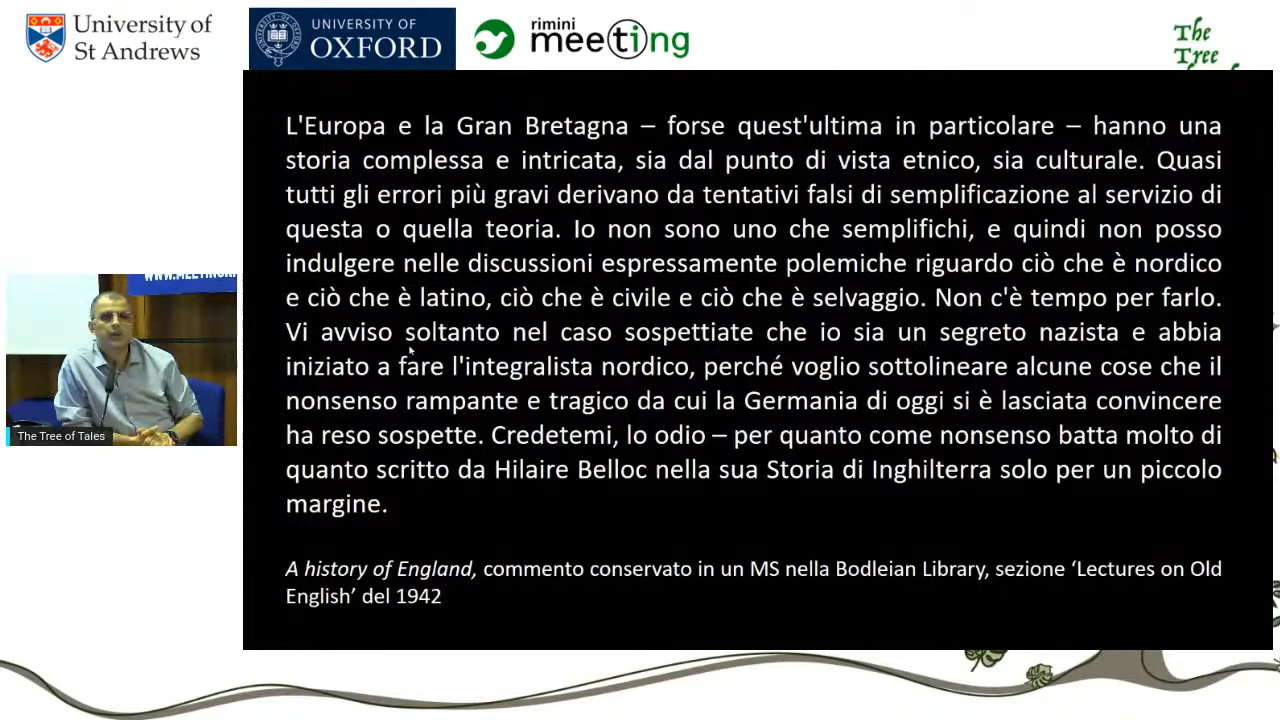 University of
St Andrews
UNIVERSITY OF
OXFORD
rimini
meeting
The
Tree
L'Europa e la Gran Bretagna – forse quest'ultima in particolare – hanno una
storia complessa e intricata, sia dal punto di vista etnico, sia culturale. Quasi
tutti gli errori più gravi derivano da tentativi falsi di semplificazione al servizio di
questa o quella teoria. Io non sono uno che semplifichi, e quindi non posso
indulgere nelle discussioni espressamente polemiche riguardo ciò che è nordico
e ciò che è latino, ciò che è civile e ciò che è selvaggio. Non c'è tempo per farlo.
Vi avviso soltanto nel caso sospettiate che io sia un segreto nazista e abbia
iniziato a fare l'integralista nordico, perché voglio sottolineare alcune cose che il
nonsenso rampante e tragico da cui la Germania di oggi si è lasciata convincere
ha reso sospette. Credetemi, lo odio – per quanto come nonsenso batta molto di
quanto scritto da Hilaire Belloc nella sua Storia di Inghilterra solo per un piccolo
margine.
A history of England, commento conservato in un MS nella Bodleian Library, sezione ‘Lectures on Old
English’ del 1942
The Tree of Tales